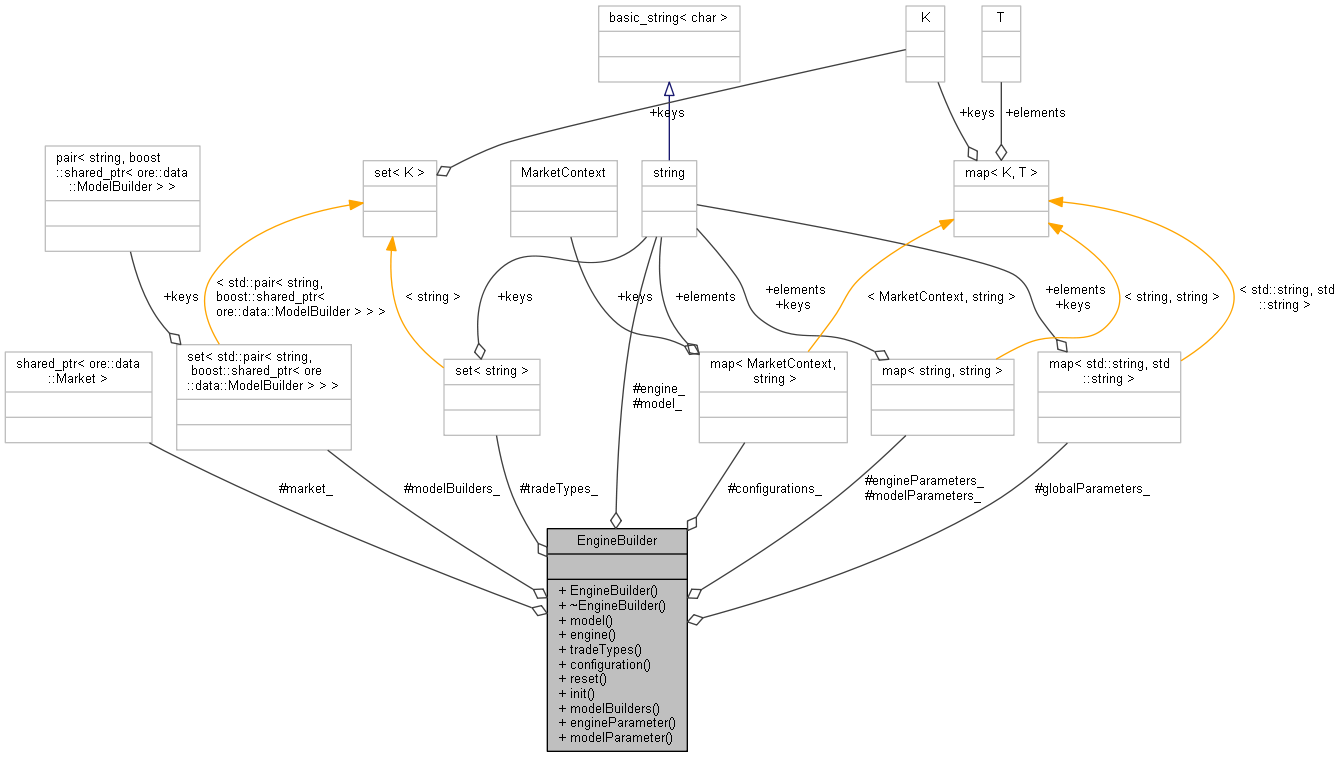 basic_string< char >
K
T
+keys
+keys
+elements
pair< string, boost
::shared_ptr< ore::data
::ModelBuilder > >
set< K >
MarketContext
string
map< K, T >
+keys
< std::pair< string,
boost::shared_ptr<
ore::data::ModelBuilder > > >
< string >
+keys
+keys
+elements
+elements
+keys
< MarketContext, string >
+elements
+keys
< string, string >
< std::string, std
::string >
shared_ptr< ore::data
::Market >
set< std::pair< string,
boost::shared_ptr< ore
::data::ModelBuilder > > >
set< string >
#engine_
#model_
map< MarketContext,
string >
map< string, string >
map< std::string, std
::string >
#market_
#modelBuilders_
#tradeTypes_
#configurations_
#engineParameters_
#modelParameters_
#globalParameters_
EngineBuilder
+ EngineBuilder()
+ ~EngineBuilder()
+ model()
+ engine()
+ tradeTypes()
+ configuration()
+ reset()
+ init()
+ modelBuilders()
+ engineParameter()
+ modelParameter()